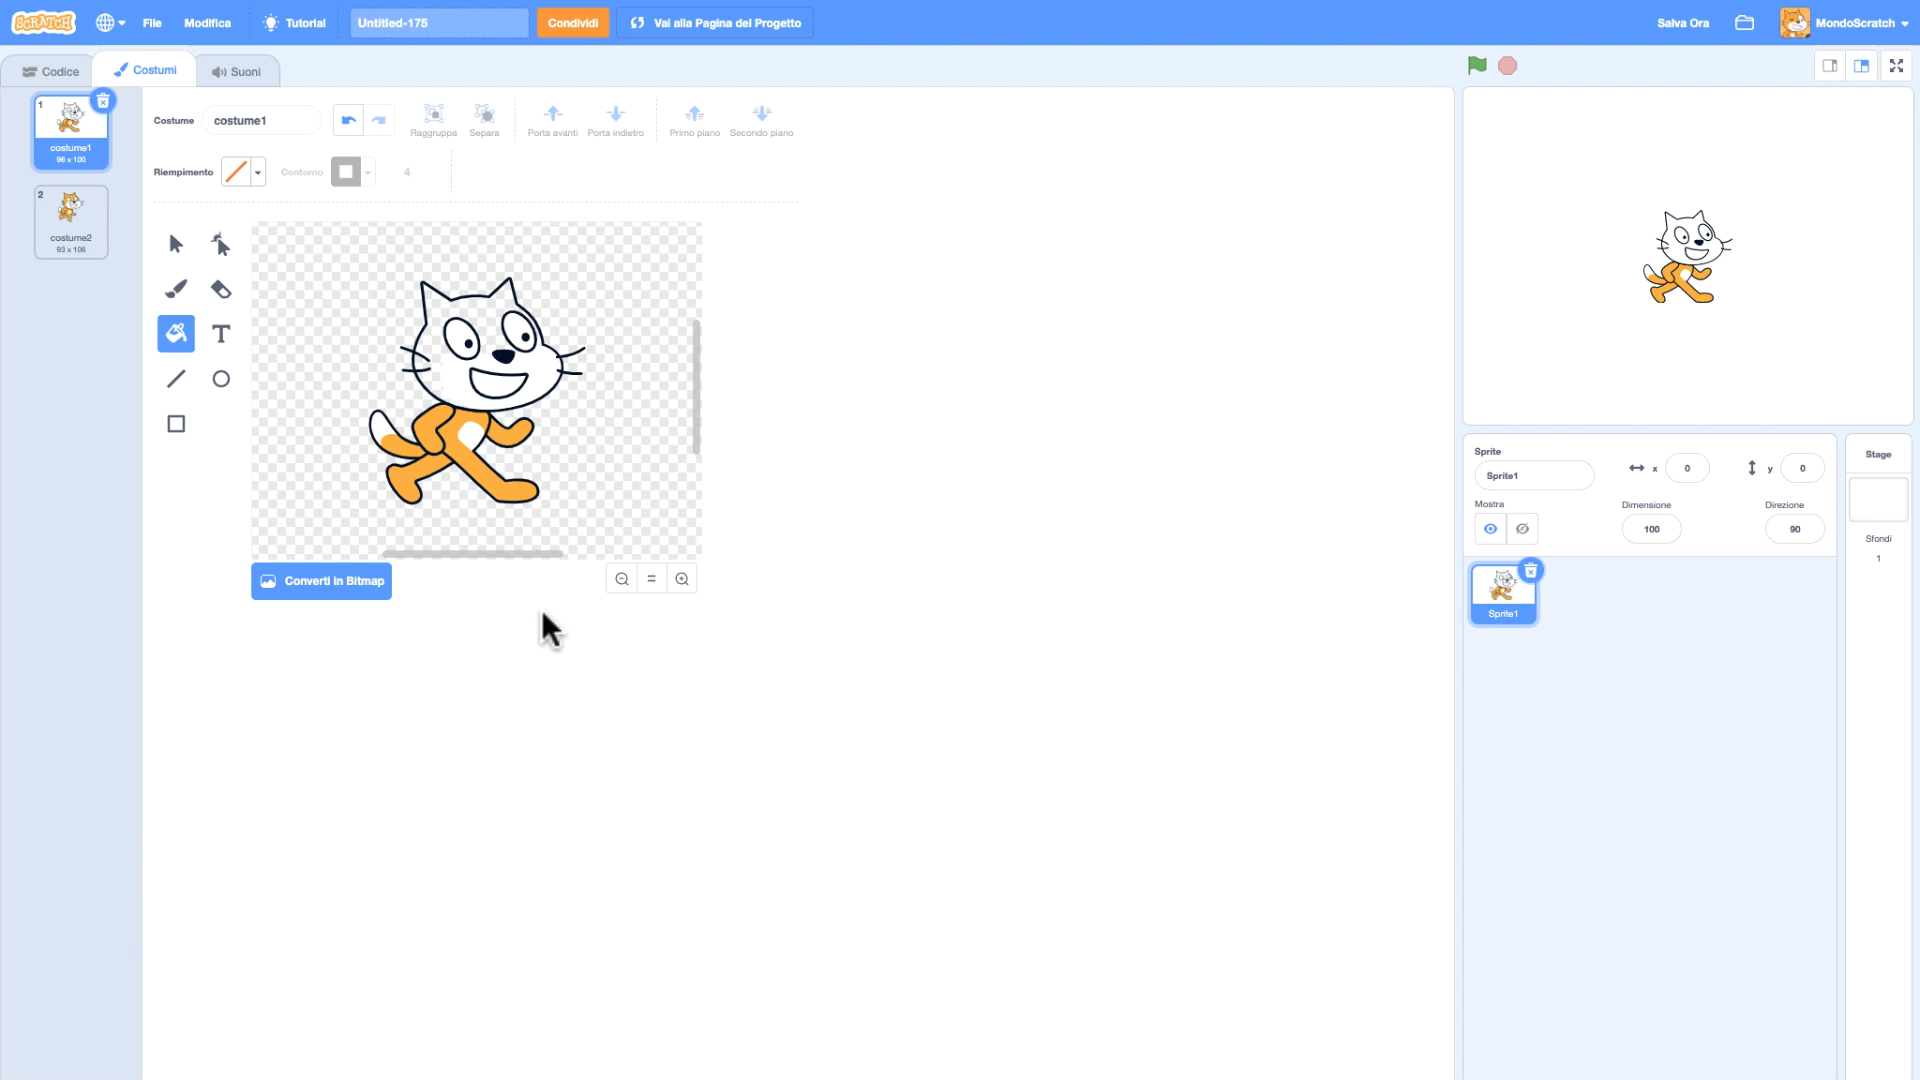 SCRATCH
File
Modifica
Tutorial
Untitled-175
Condividi
Vai alla Pagina del Progetto
Salva Ora
MondoScratch
Codice
Costumi
Suoni
1
costume1
96 x 100
2
costume2
93 x 106
Costume
costume1
Raggruppa
Separa
Porta avanti
Porta indietro
Primo piano
Secondo piano
Riempimento
Contorno
4
Converti in Bitmap
Sprite
Sprite1
x
0
y
0
Mostra
Dimensione
100
Direzione
90
Sprite1
Stage
Sfondi
1